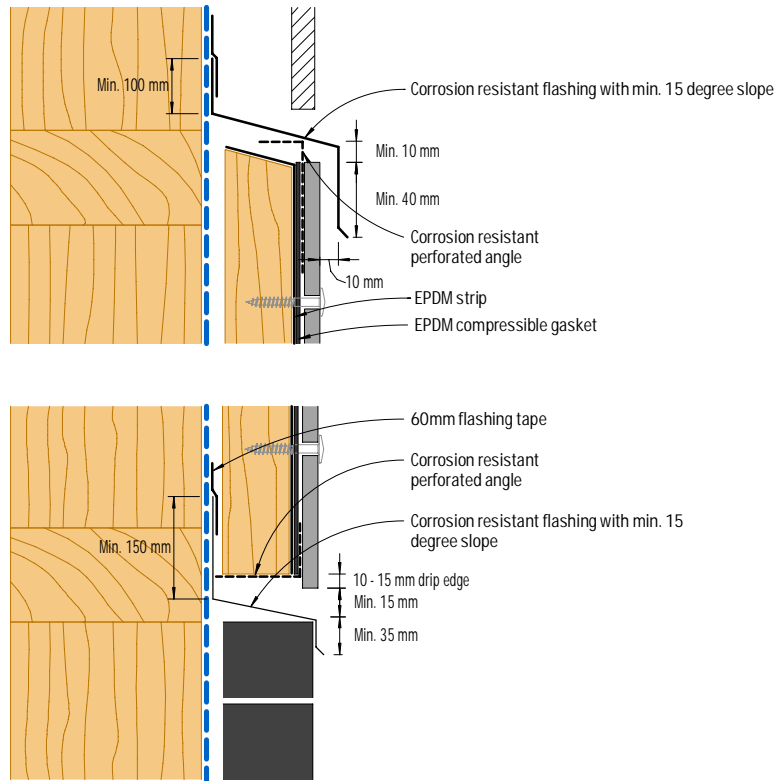 Min. 100 mm
Corrosion resistant flashing with min. 15 degree slope
Min. 10 mm
Min. 40 mm
Corrosion resistant
perforated angle
10 mm
EPDM strip
EPDM compressible gasket
60mm flashing tape
Corrosion resistant
perforated angle
Corrosion resistant flashing with min. 15
degree slope
Min. 150 mm
10 - 15 mm drip edge
Min. 15 mm
Min. 35 mm